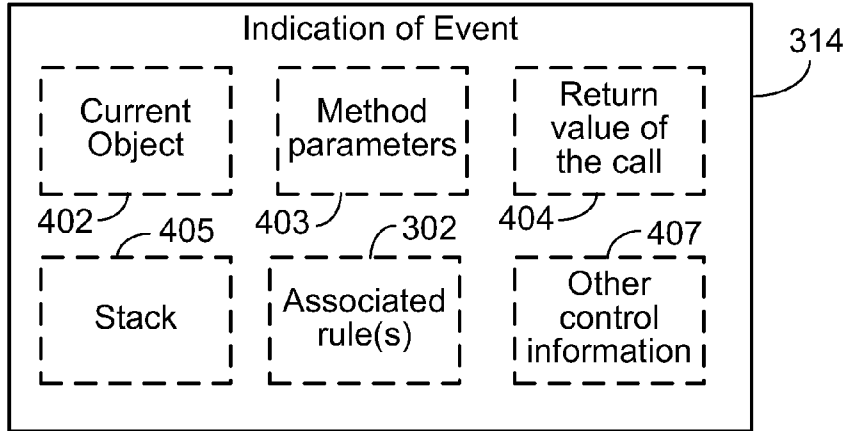 Indication of Event
314
Current
Object
Method
parameters
Return
value of
the call
402
403
404
405
302
407
Stack
Associated
rule(s)
Other
control
information